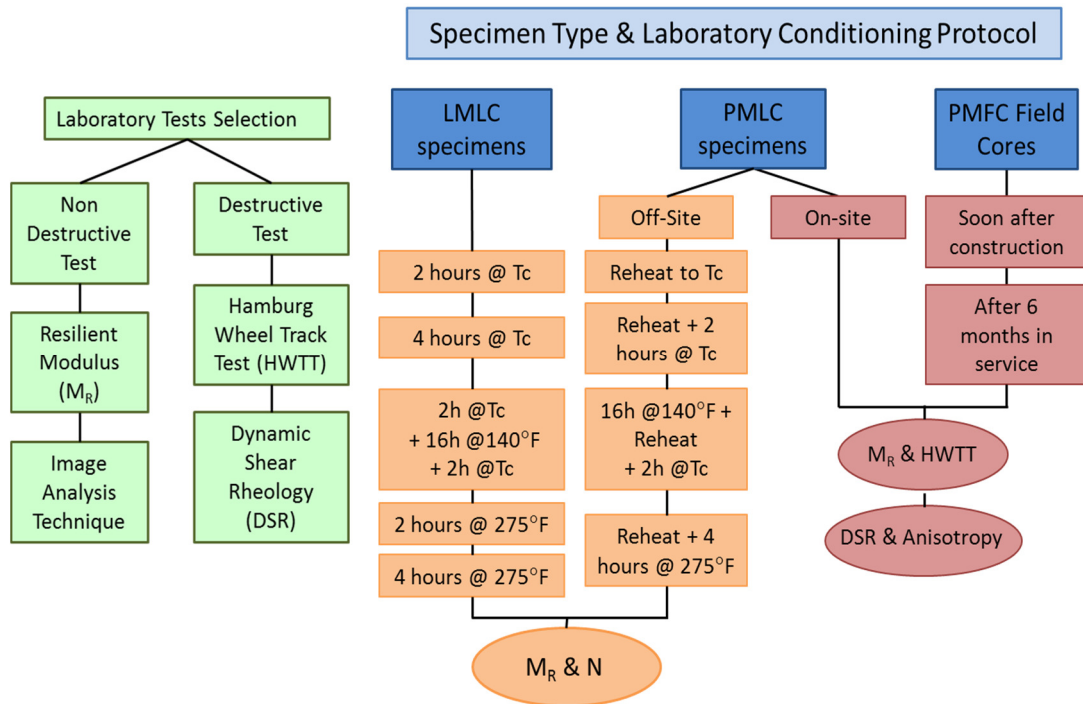 Specimen Type & Laboratory Conditioning Protocol
Laboratory Tests Selection
Non
Destructive
Test
Resilient
Modulus
(MR)
Image
Analysis
Technique
Destructive
Test
Hamburg
Wheel Track
Test (HWTT)
Dynamic
Shear
Rheology
(DSR)
LMLC
specimens
2 hours @ Tc
4 hours @ Tc
2h @Tc
+ 16h @140°F
+ 2h @Tc
2 hours @ 275°F
4 hours @ 275°F
PMLC
specimens
Off-Site
Reheat to Tc
Reheat + 2
hours @ Tc
16h @140°F +
Reheat
+ 2h @Tc
Reheat + 4
hours @ 275°F
MR & N
On-site
PMFC Field
Cores
Soon after
construction
After 6
months in
service
MR & HWTT
DSR & Anisotropy